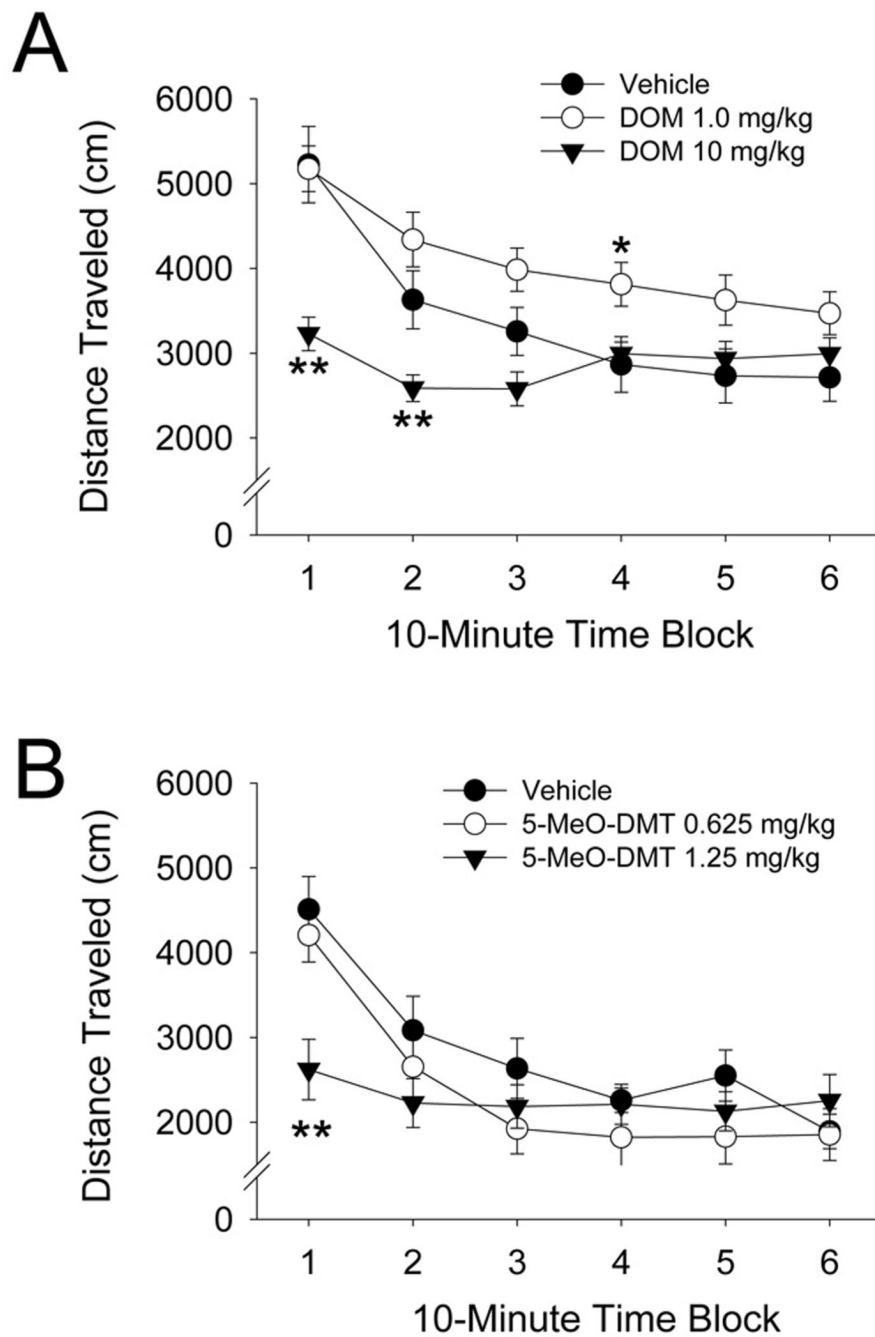 A
Vehicle
DOM 1.0 mg/kg
DOM 10 mg/kg
Distance Traveled (cm)
6000
5000
4000
3000
2000
0
*
**
**
1 2 3 4 5 6
10-Minute Time Block
B
Vehicle
5-MeO-DMT 0.625 mg/kg
5-MeO-DMT 1.25 mg/kg
Distance Traveled (cm)
6000
5000
4000
3000
2000
0
**
1 2 3 4 5 6
10-Minute Time Block